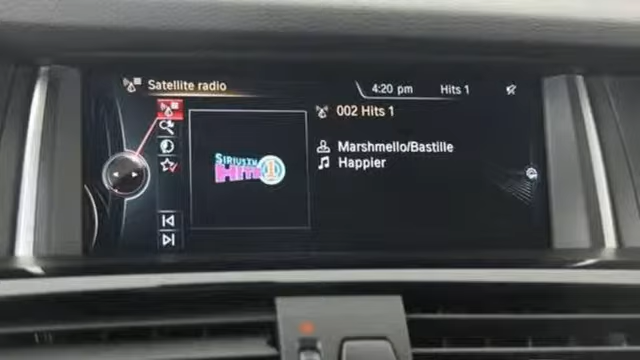 Satellite radio
4:20 pm
Hits 1
002 Hits 1
SIRIUSXM
HITS 1
Marshmello/Bastille
Happier